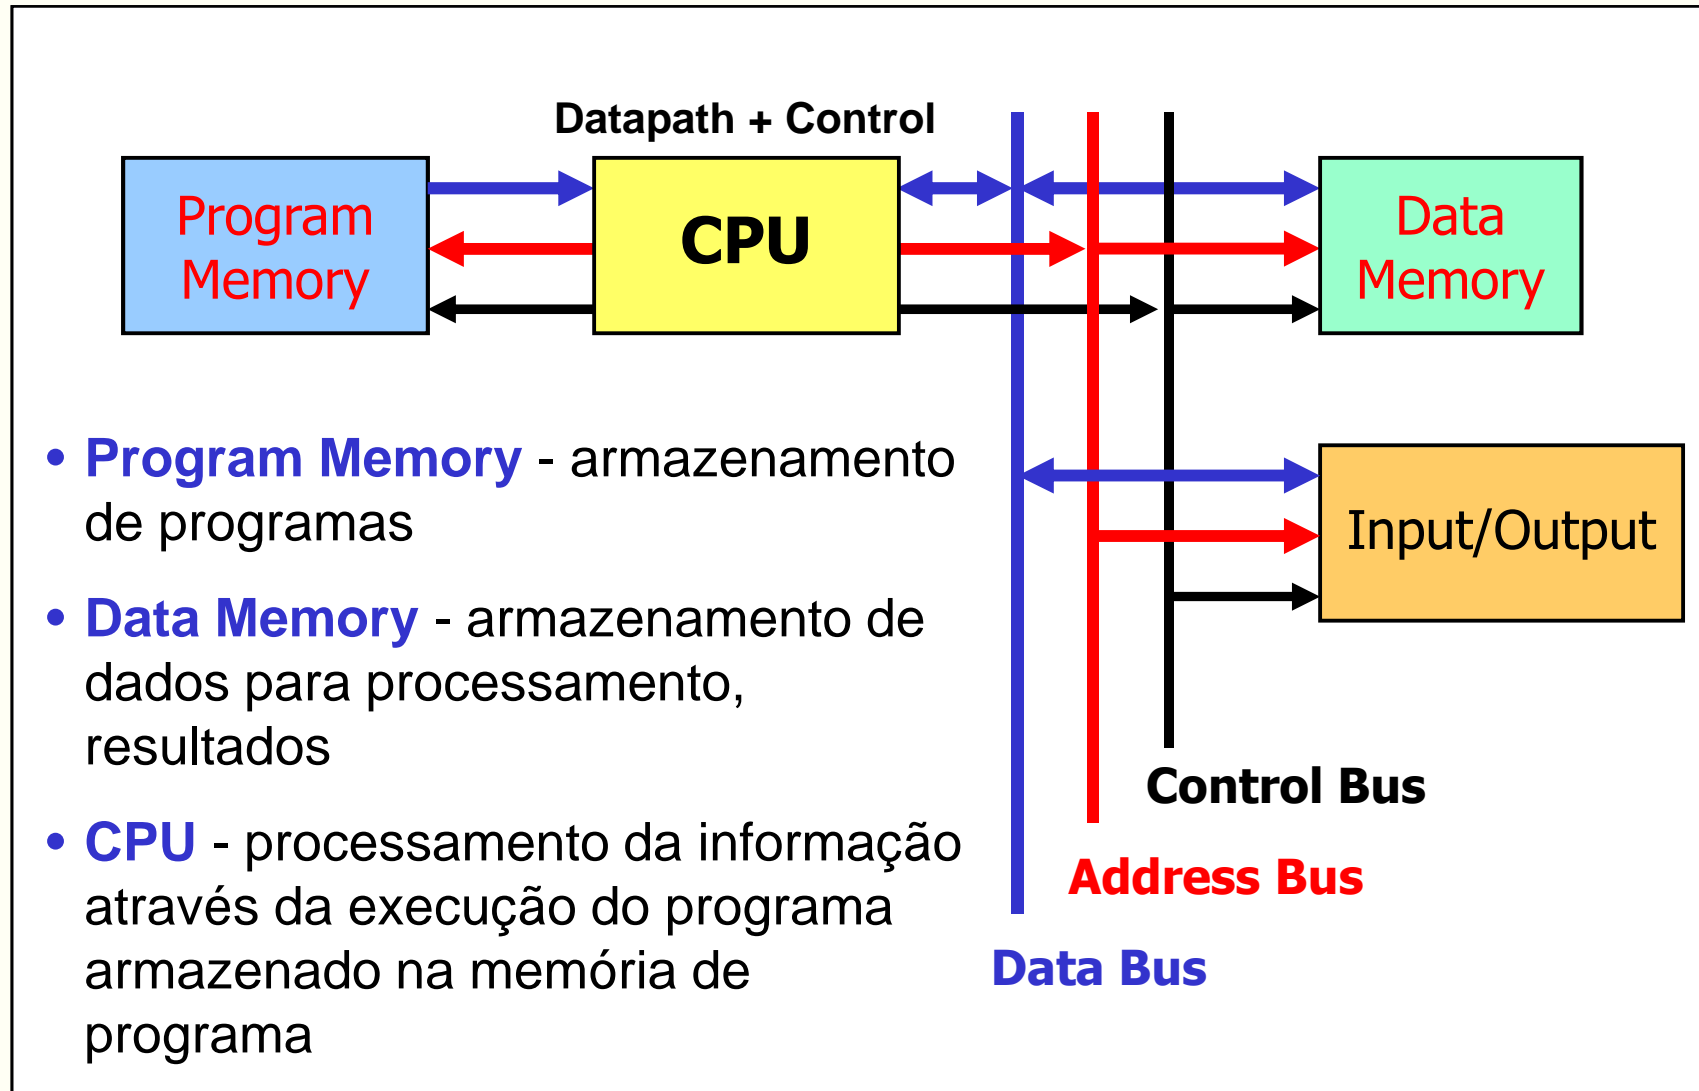 Datapath + Control
Program
Memory
CPU
Data
Memory
Input/Output
• Program Memory - armazenamento
de programas
• Data Memory - armazenamento de
dados para processamento,
resultados
• CPU - processamento da informação
através da execução do programa
armazenado na memória de
programa
Control Bus
Address Bus
Data Bus